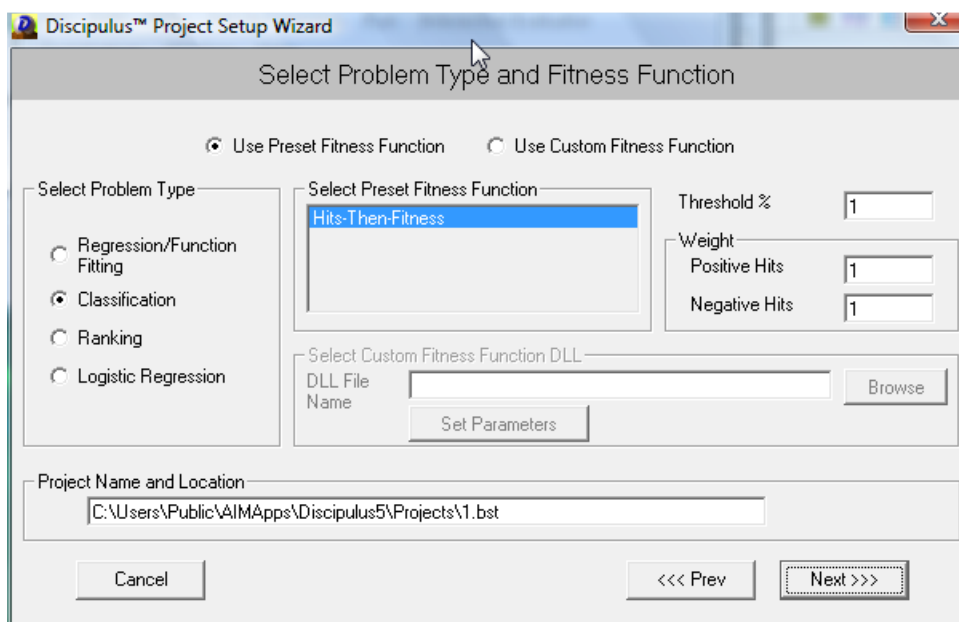 Discipulus™ Project Setup Wizard
Select Problem Type and Fitness Function
Use Preset Fitness Function
Use Custom Fitness Function
Select Problem Type
Regression/Function
Fitting
Classification
Ranking
Logistic Regression
Select Preset Fitness Function
Hits-Then-Fitness
Threshold %
1
Weight
Positive Hits
1
Negative Hits
1
Select Custom Fitness Function DLL
DLL File
Name
Browse
Set Parameters
Project Name and Location
C:\Users\Public\AIMApps\Discipulus5\Projects\1.bst
Cancel
<<< Prev
Next >>>